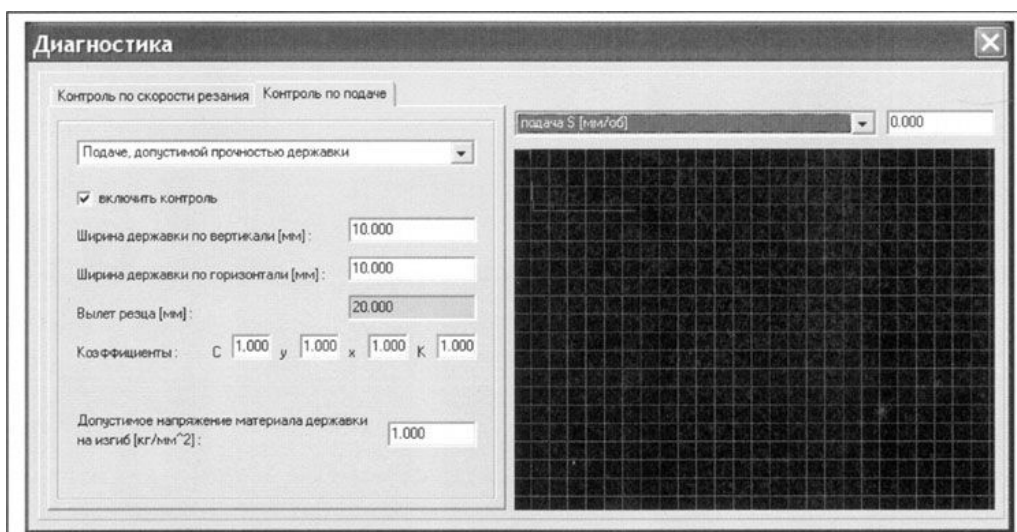 Диагностика
Контроль по скорости резания Контроль по подаче
подача S [мм/об] 0.000
Подаче, допустимой прочностью державки
включить контроль
Ширина державки по вертикали [мм] : 10.000
Ширина державки по горизонтали [мм] : 10.000
Вылет резца [мм] : 20.000
Коэффициенты : C 1.000 y 1.000 x 1.000 K 1.000
Допустимое напряжение материала державки
на изгиб [кг/мм^2] : 1.000